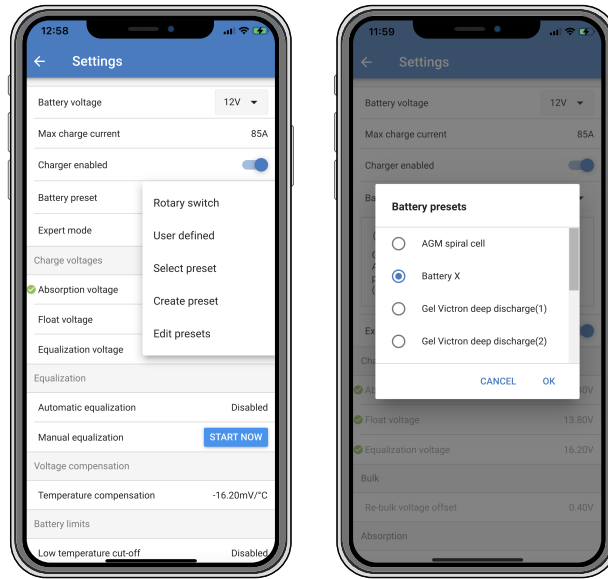 12:58
Settings
Battery voltage 12V
Max charge current 85A
Charger enabled
Battery preset
Rotary switch
User defined
Select preset
Create preset
Edit presets
Expert mode
Charge voltages
Absorption voltage
Float voltage
Equalization voltage
Equalization
Automatic equalization Disabled
Manual equalization START NOW
Voltage compensation
Temperature compensation -16.20mV/°C
Battery limits
Low temperature cut-off Disabled
11:59
Settings
Battery voltage 12V
Max charge current 85A
Charger enabled
Battery presets
AGM spiral cell
Battery X
Gel Victron deep discharge(1)
Gel Victron deep discharge(2)
CANCEL OK
Float voltage 13.80V
Equalization voltage 16.20V
Bulk
Re-bulk voltage offset 0.40V
Absorption